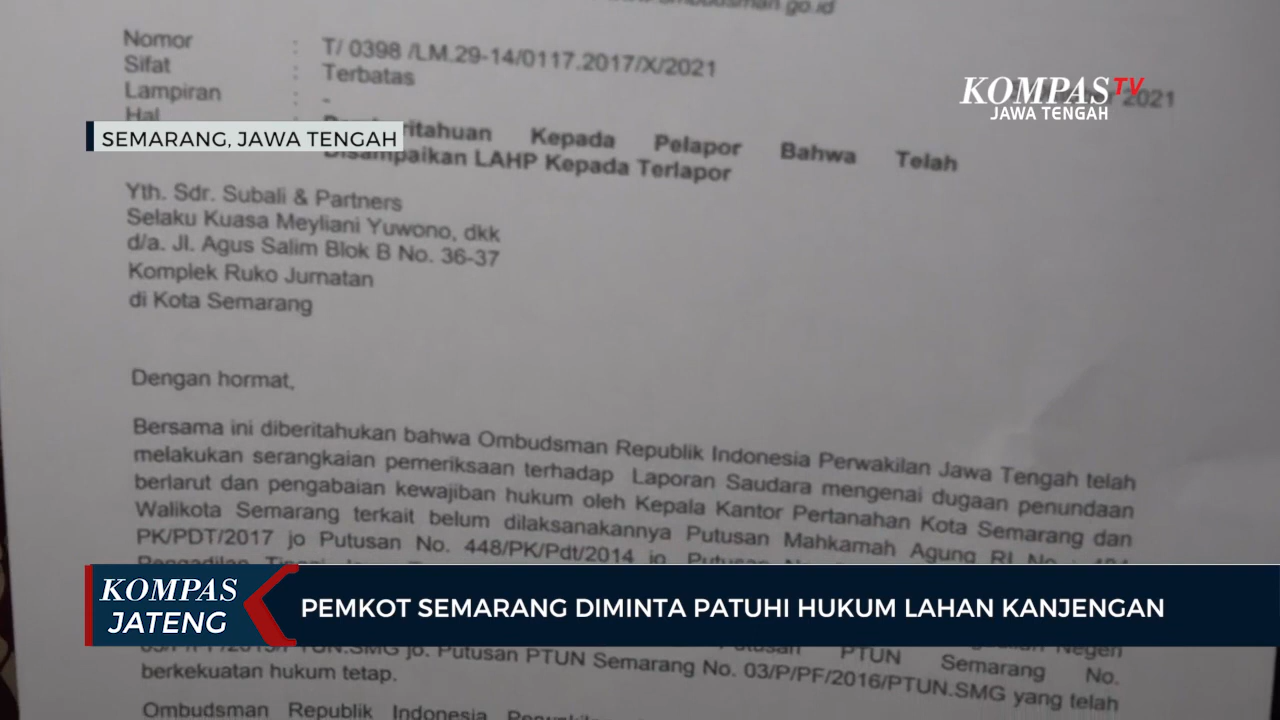 ombudsman.go.id
Nomor : T/ 0398 /LM.29-14/0117.2017/X/2021
Sifat : Terbatas
Lampiran : -
2021
KOMPAS TV
JAWA TENGAH
Hal
SEMARANG, JAWA TENGAH
Kepada Pelapor Bahwa Telah
Disampaikan LAHP Kepada Terlapor
Yth. Sdr. Subali & Partners
Selaku Kuasa Meyliani Yuwono, dkk
d/a. Jl. Agus Salim Blok B No. 36-37
Komplek Ruko Jurnatan
di Kota Semarang
Dengan hormat,
Bersama ini diberitahukan bahwa Ombudsman Republik Indonesia Perwakilan Jawa Tengah telah
melakukan serangkaian pemeriksaan terhadap Laporan Saudara mengenai dugaan penundaan
berlarut dan pengabaian kewajiban hukum oleh Kepala Kantor Pertanahan Kota Semarang dan
Walikota Semarang terkait belum dilaksanakannya Putusan Mahkamah Agung RI No
PK/PDT/2017 jo Putusan No. 448/PK/Pdt/2014 jo
KOMPAS
JATENG
PEMKOT SEMARANG DIMINTA PATUHI HUKUM LAHAN KANJENGAN
Putusan PTUN Semarang No.
jo. Putusan PTUN Semarang No. 03/P/PF/2016/PTUN.SMG yang telah
berkekuatan hukum tetap.
Ombudsman Republik Indonesia